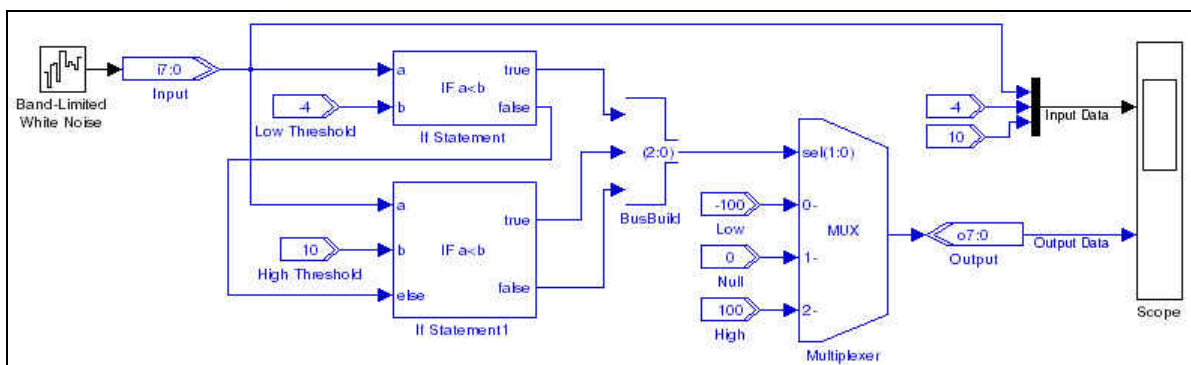 Band-Limited
White Noise
i7:0
Input
a
b
IF a<b
true
false
If Statement
-4
Low Threshold
a
b
else
IF a<b
true
false
If Statement1
10
High Threshold
(2:0)
BusBuild
-100
Low
0
Null
100
High
sel(1:0)
0-
1-
2-
MUX
Multiplexer
o7:0
Output
-4
10
Input Data
Output Data
Scope